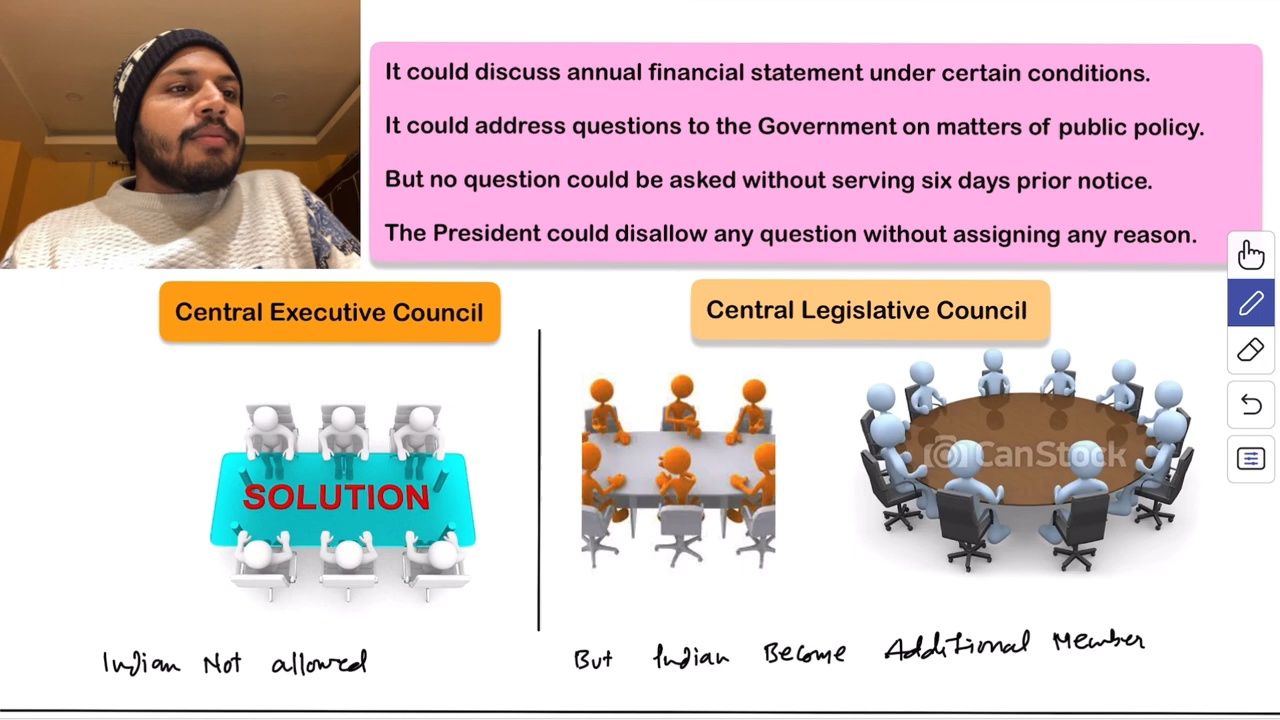 It could discuss annual financial statement under certain conditions.
It could address questions to the Government on matters of public policy.
But no question could be asked without serving six days prior notice.
The President could disallow any question without assigning any reason.
Central Executive Council
Central Legislative Council
SOLUTION
CanStock
Indian Not allowed
But Indian Become Additional Member